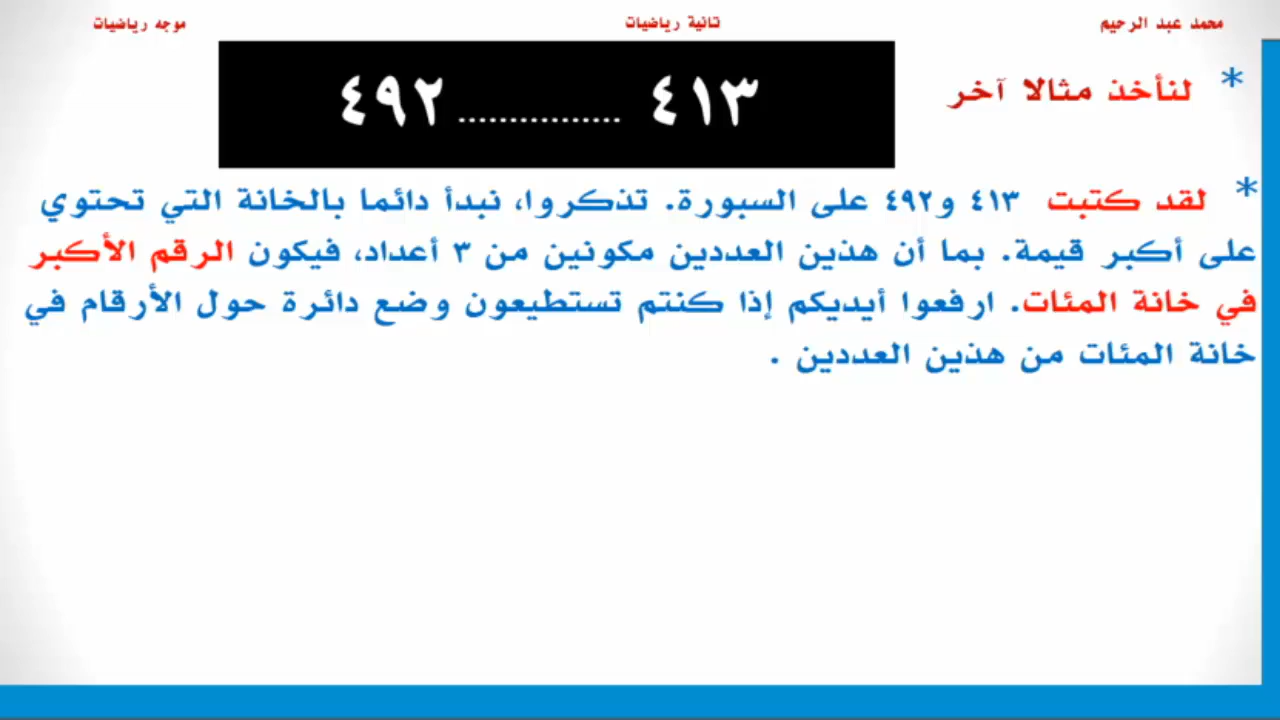 محمد عبد الرحيم
تانية رياضيات
موجه رياضيات
* لنأخذ مثالا آخر
٤١٣ ................ ٤٩٢
* لقد كتبت ٤١٣ و٤٩٢ على السبورة. تذكروا، نبدأ دائما بالخانة التي تحتوي
على أكبر قيمة. بما أن هذين العددين مكونين من ٣ أعداد، فيكون الرقم الأكبر
في خانة المئات. ارفعوا أيديكم إذا كنتم تستطيعون وضع دائرة حول الأرقام في
خانة المئات من هذين العددين .